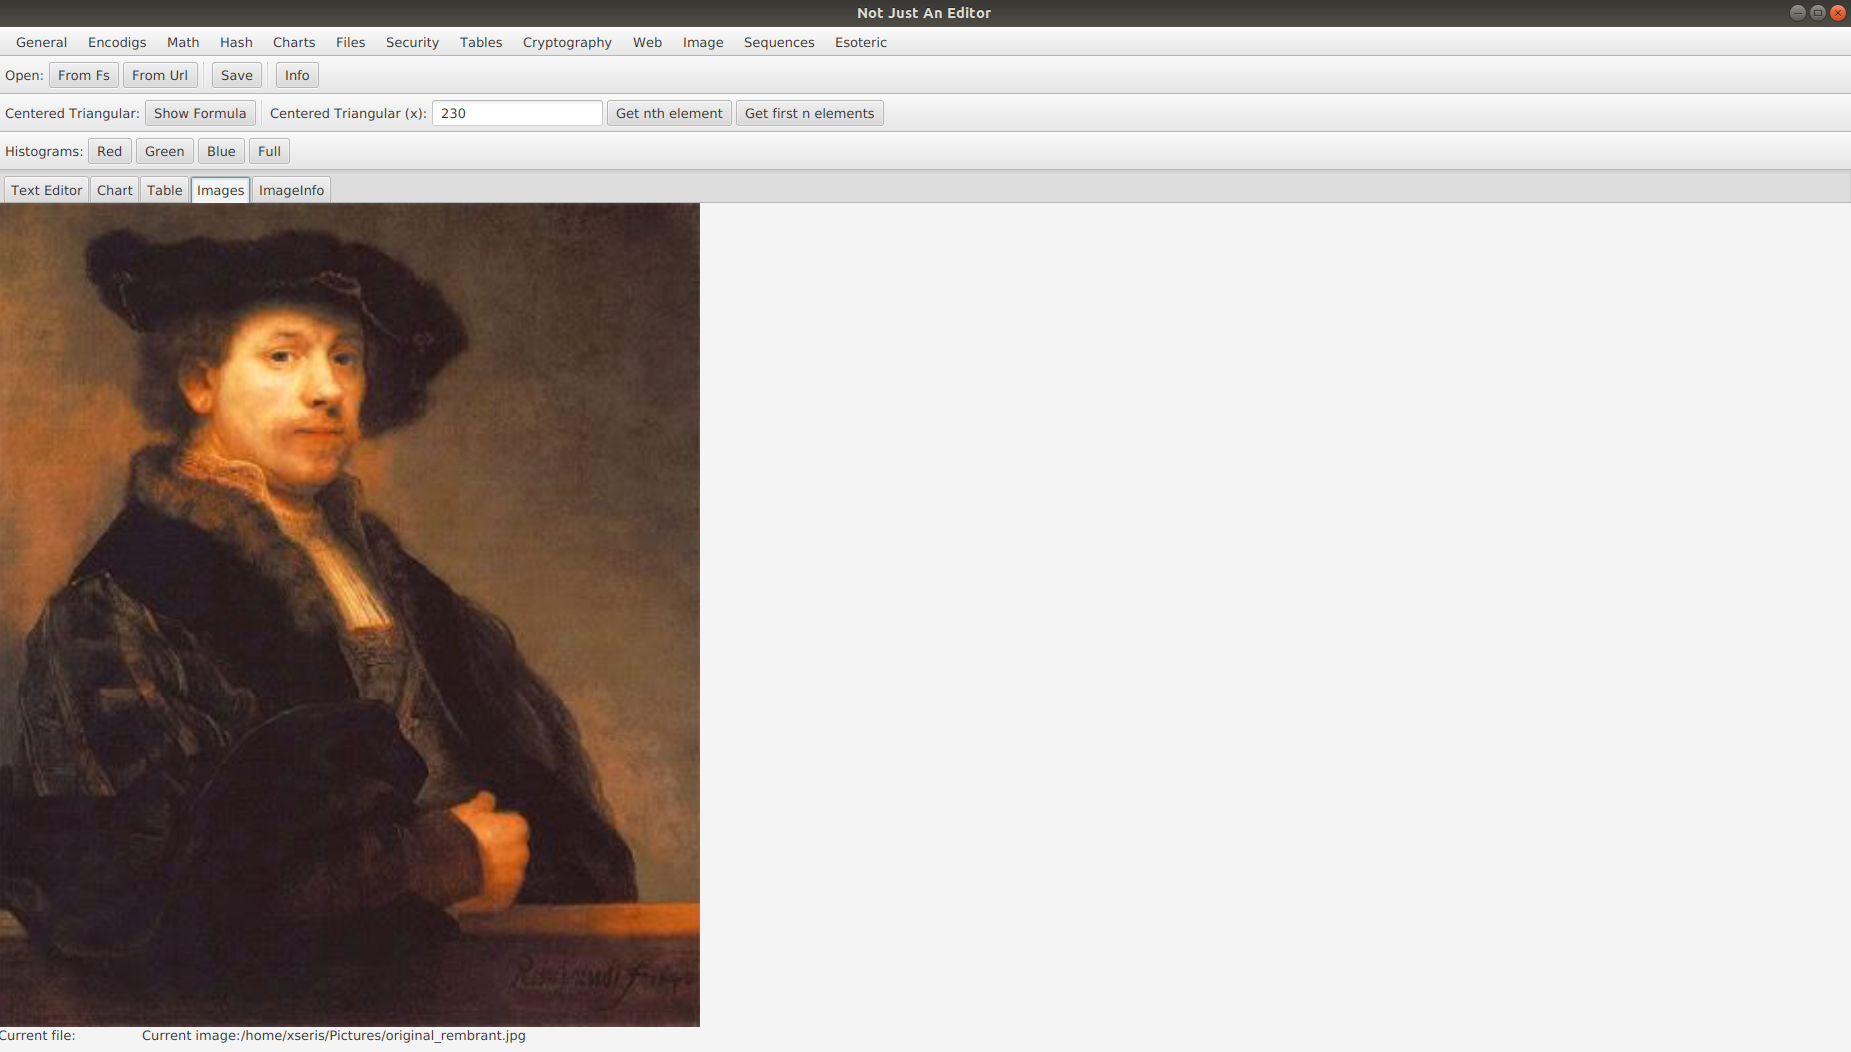 Not Just An Editor
General Encodigs Math Hash Charts Files Security Tables Cryptography Web Image Sequences Esoteric
Open: From Fs From Url Save Info
Centered Triangular: Show Formula Centered Triangular (x): 230 Get nth element Get first n elements
Histograms: Red Green Blue Full
Text Editor Chart Table Images ImageInfo
Current file: Current image:/home/xseris/Pictures/original_rembrant.jpg